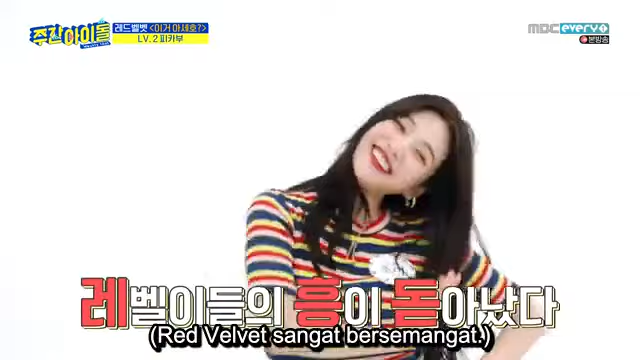 주간아이돌
레드벨벳 <이거 아세호?>
LV. 2 피카부
MBC every1
본방송
레벨이들의 흥이 돋아났다
(Red Velvet sangat bersemangat.)